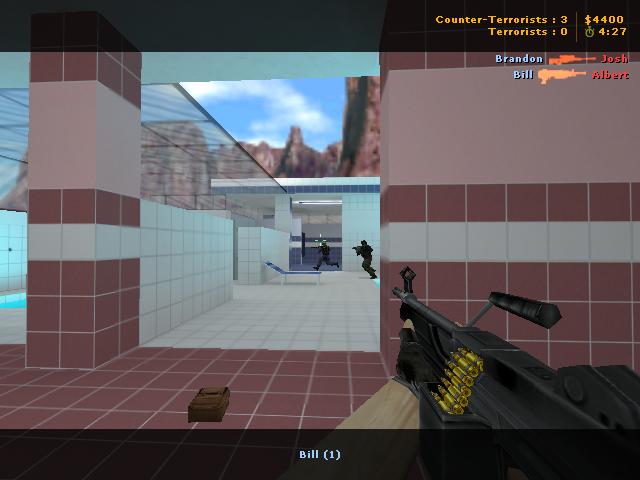 Counter-Terrorists : 3 $4400
Terrorists : 0 4:27
Brandon Josh
Bill Albert
Bill (1)